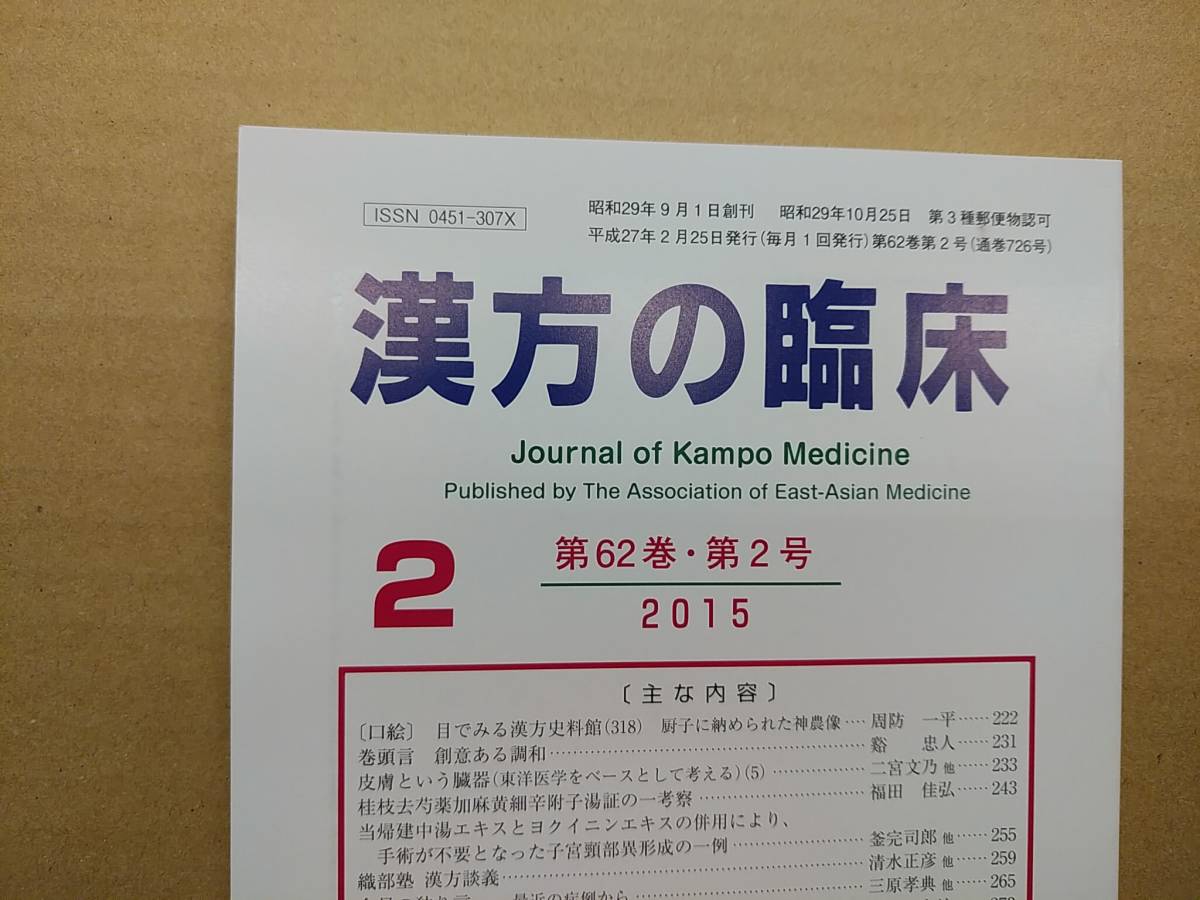 ISSN 0451-307X
昭和29年9月1日創刊 昭和29年10月25日 第3種郵便物認可
平成27年2月25日発行(毎月1回発行)第62巻第2号(通巻726号)
漢方の臨床
Journal of Kampo Medicine
Published by The Association of East-Asian Medicine
2
第62巻・第2号
2015
〔主な内容〕
〔口絵〕 目でみる漢方史料館(318) 厨子に納められた神農像…周防 一平……222
巻頭言 創意ある調和……谿 忠人……231
皮膚という臓器(東洋医学をベースとして考える)(5)……二宮文乃 他……233
桂枝去芍薬加麻黄細辛附子湯証の一考察……福田 佳弘……243
当帰建中湯エキスとヨクイニンエキスの併用により、
手術が不要となった子宮頸部異形成の一例……釜完司郎 他……255
織部塾 漢方談義……清水正彦 他……259
最近の症例から……三原孝典 他……265